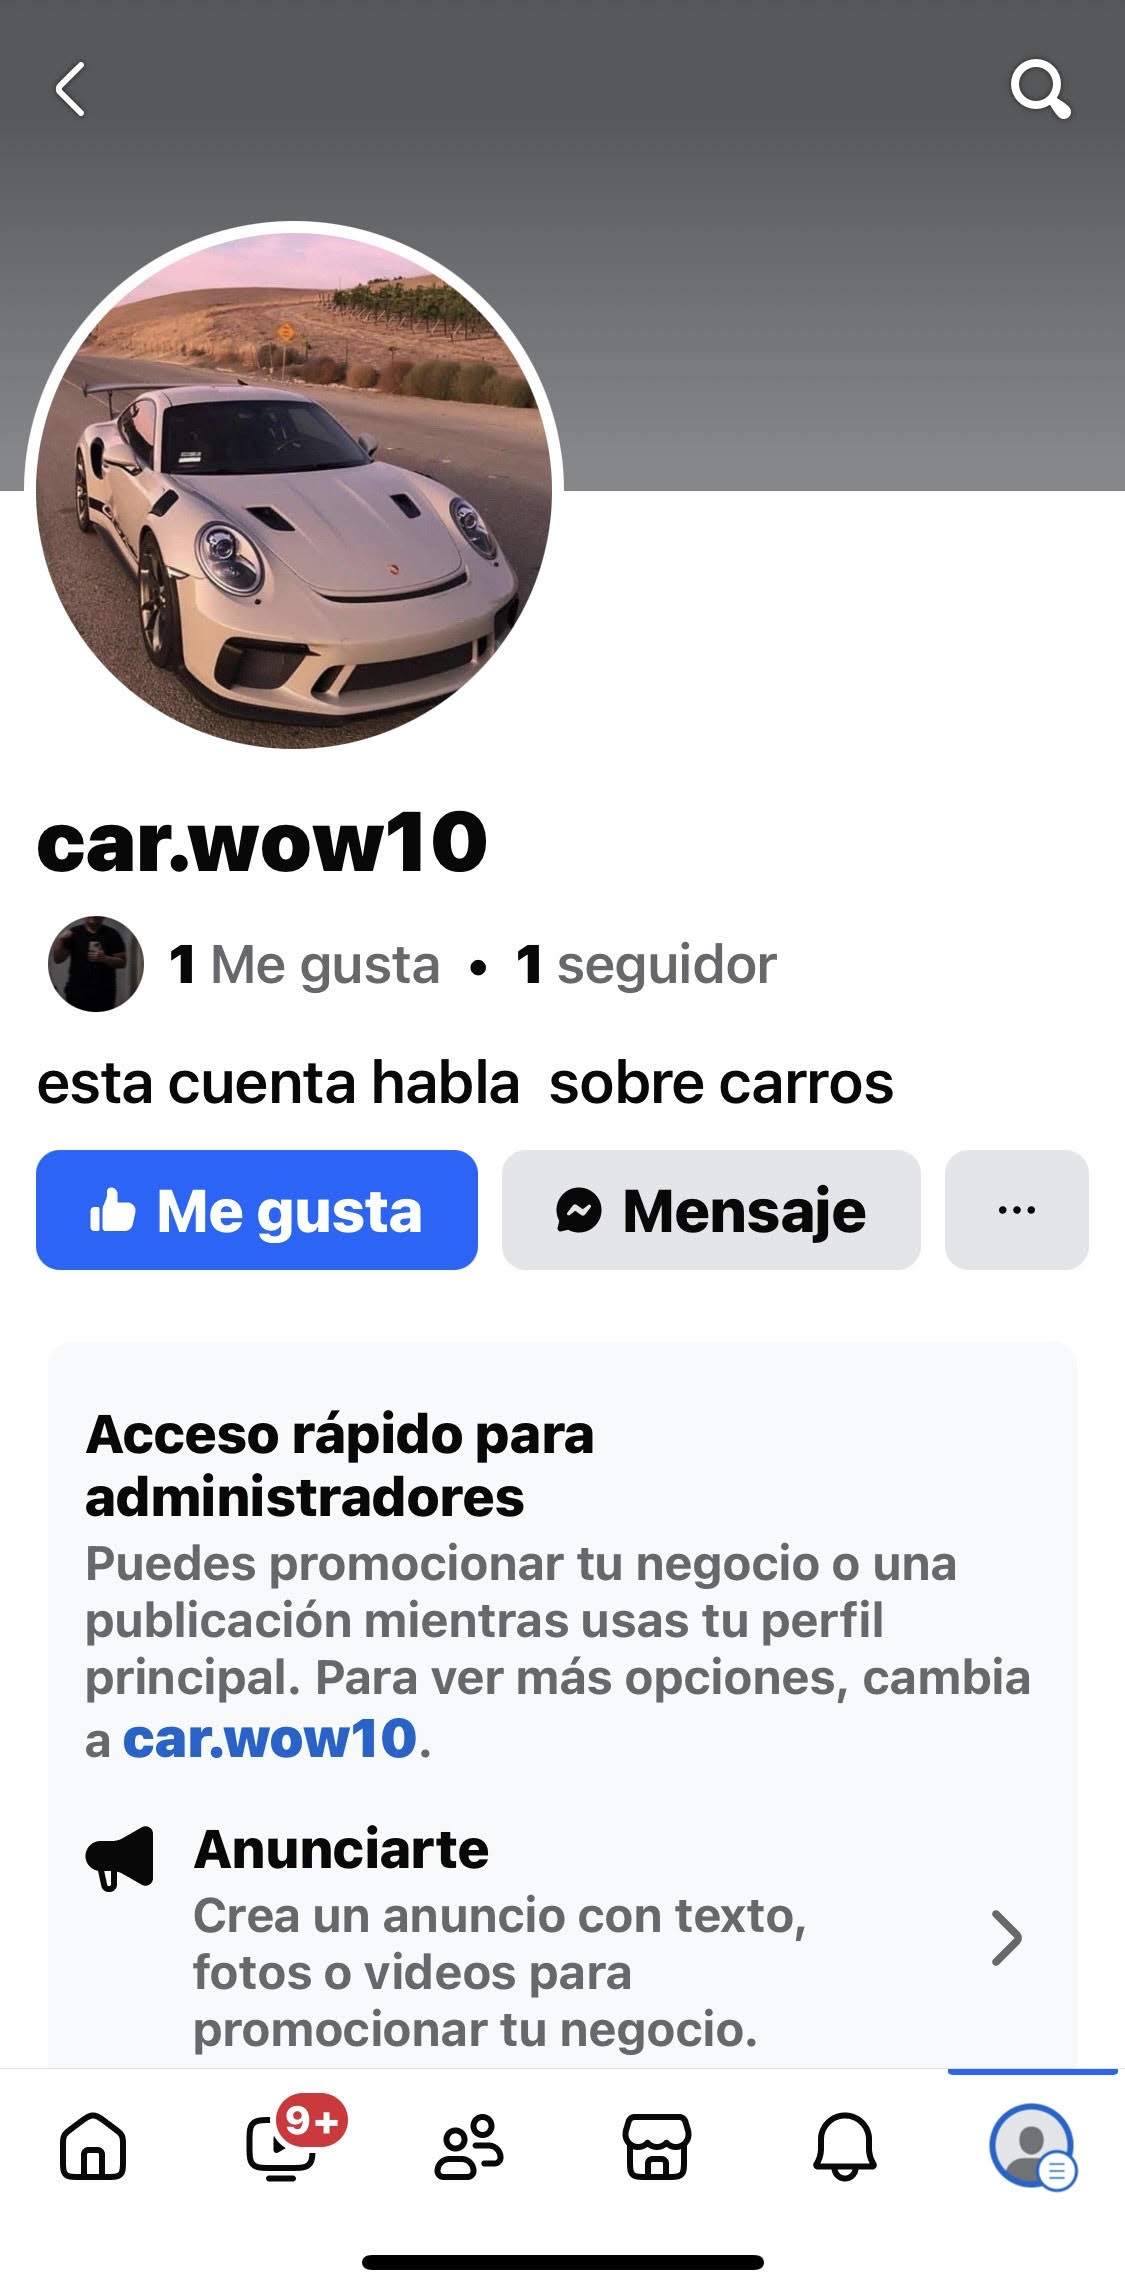 car.wow10
1 Me gusta • 1 seguidor
esta cuenta habla  sobre carros
Me gusta
Mensaje
...
Acceso rápido para
administradores
Puedes promocionar tu negocio o una
publicación mientras usas tu perfil
principal. Para ver más opciones, cambia
a car.wow10.
Anunciarte
Crea un anuncio con texto,
fotos o videos para
promocionar tu negocio.
9+